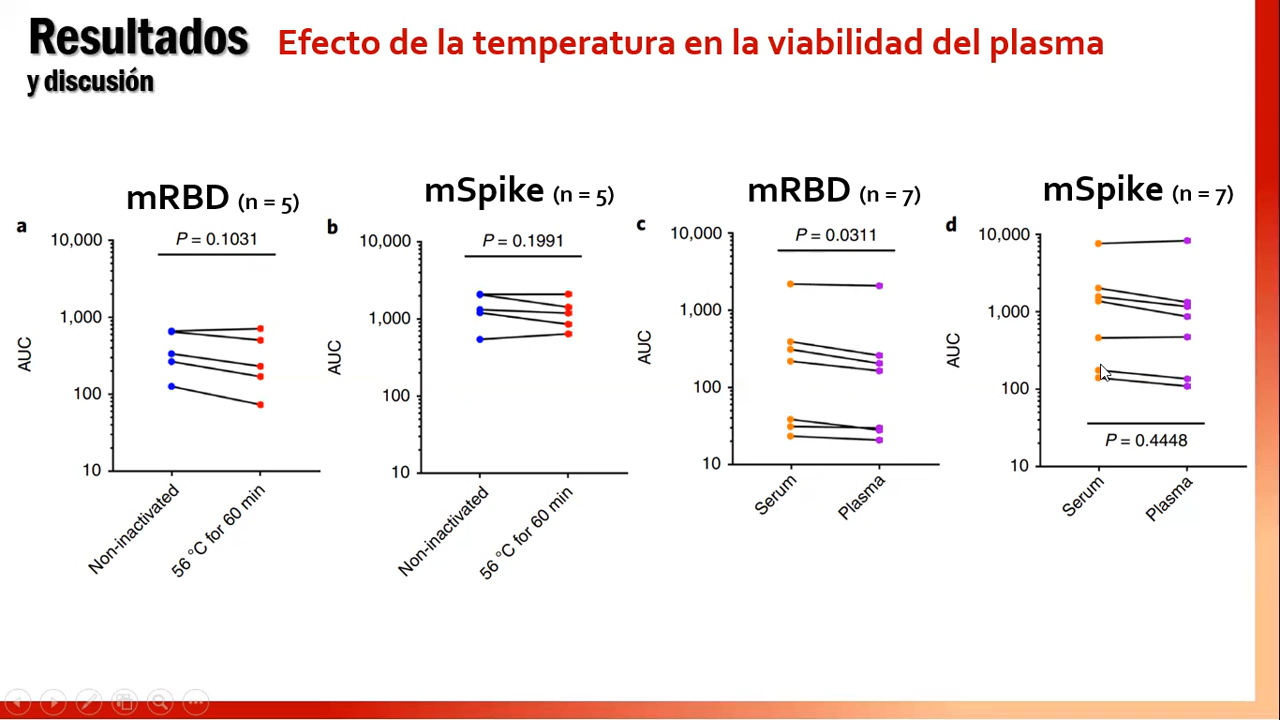 Resultados
y discusión
Efecto de la temperatura en la viabilidad del plasma
mRBD (n = 5)
a
P = 0.1031
10,000
1,000
100
10
AUC
Non-inactivated
56 °C for 60 min
mSpike (n = 5)
b
P = 0.1991
10,000
1,000
100
10
AUC
Non-inactivated
56 °C for 60 min
mRBD (n = 7)
c
P = 0.0311
10,000
1,000
100
10
AUC
Serum
Plasma
mSpike (n = 7)
d
10,000
1,000
100
10
AUC
P = 0.4448
Serum
Plasma